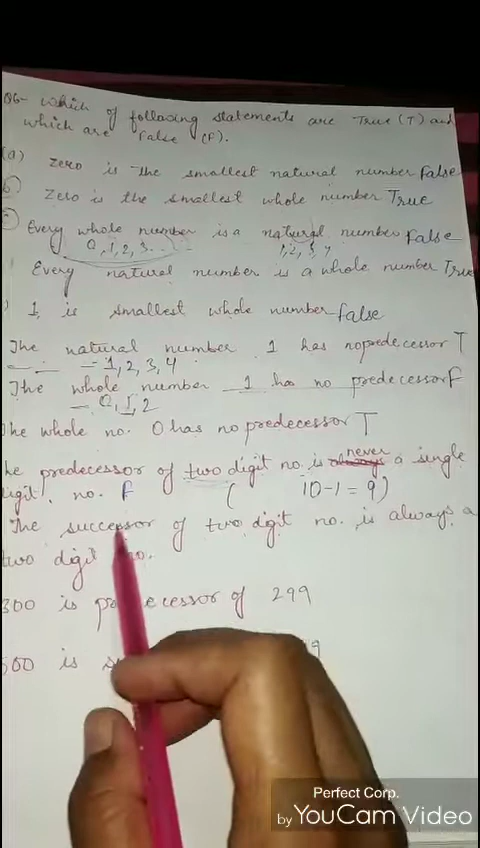 Q6- Which of following statements are True (T) and
which are False (F).
(a) Zero is the smallest natural number False
b) Zero is the smallest whole number True
Every whole number is a natural number False
0, 1, 2, 3... 1, 2, 3, 4
Every natural number is a whole number True
) 1 is smallest whole number false
The natural number 1 has no predecessor T
1, 2, 3, 4
The whole number 1 has no predecessor F
0, 1, 2
The whole no. 0 has no predecessor T
he predecessor of two digit no. is never a single
digit no. F ( 10-1 = 9)
The successor of two digit no. is always a
two digit no.
300 is predecessor of 299
500 is
Perfect Corp.
by YouCam Video